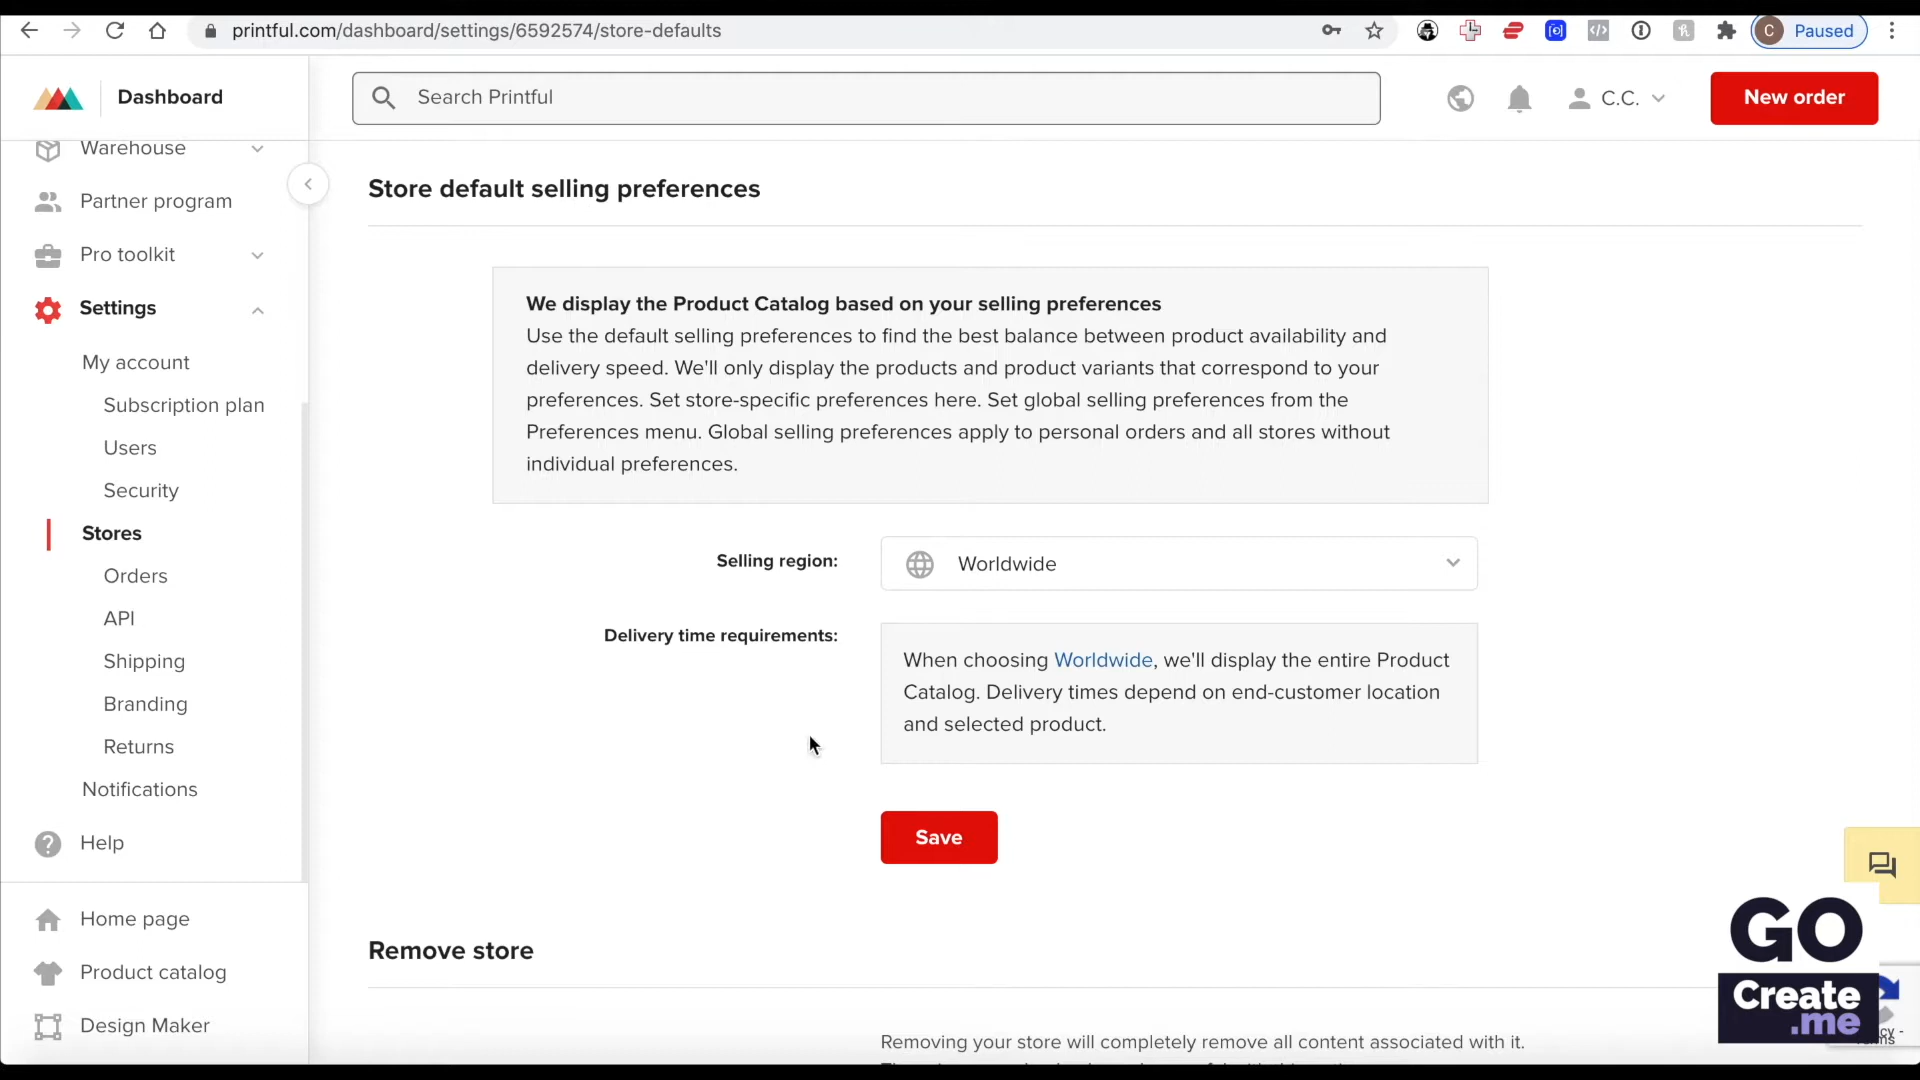 printful.com/dashboard/settings/6592574/store-defaults
C Paused
Dashboard
Search Printful
C.C.
New order
Warehouse
Partner program
Pro toolkit
Settings
My account
Subscription plan
Users
Security
Stores
Orders
API
Shipping
Branding
Returns
Notifications
Help
Home page
Product catalog
Design Maker
Store default selling preferences
We display the Product Catalog based on your selling preferences
Use the default selling preferences to find the best balance between product availability and
delivery speed. We'll only display the products and product variants that correspond to your
preferences. Set store-specific preferences here. Set global selling preferences from the
Preferences menu. Global selling preferences apply to personal orders and all stores without
individual preferences.
Selling region:
Worldwide
Delivery time requirements:
When choosing Worldwide, we'll display the entire Product
Catalog. Delivery times depend on end-customer location
and selected product.
Save
Remove store
Removing your store will completely remove all content associated with it.
GO
Create
.me